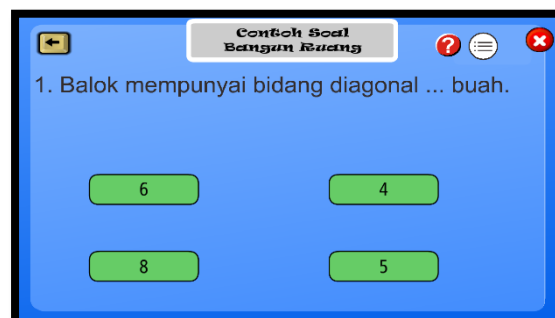 Contoh Soal
Bangun Ruang
?
1. Balok mempunyai bidang diagonal ... buah.
6
4
8
5